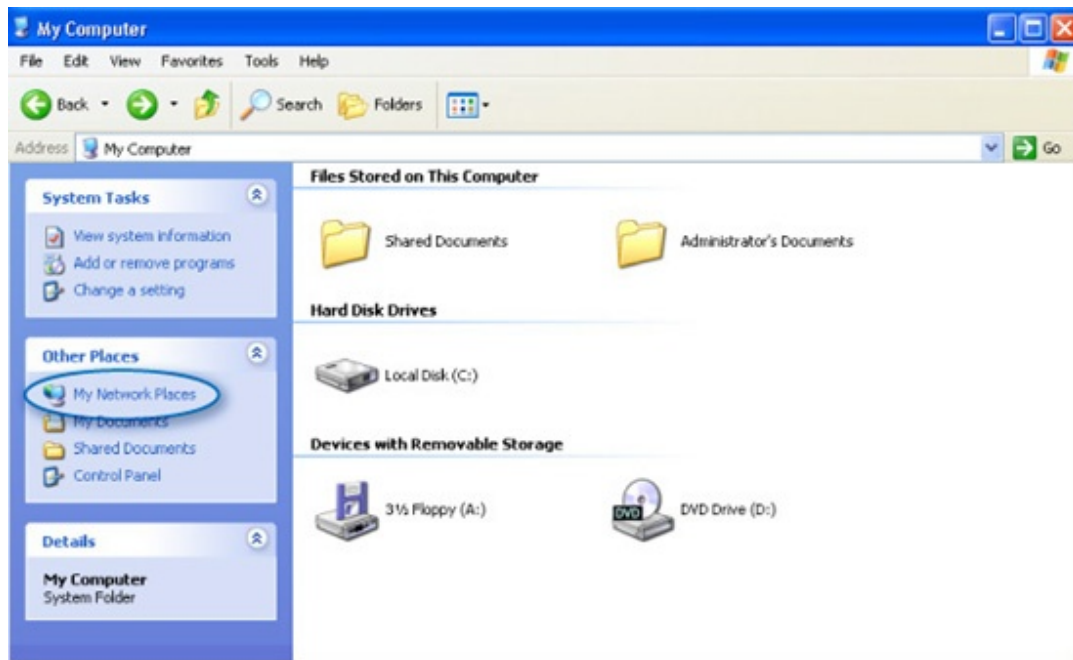 My Computer
File Edit View Favorites Tools Help
Back Search Folders
Address My Computer Go
System Tasks
View system information
Add or remove programs
Change a setting
Other Places
My Network Places
My Documents
Shared Documents
Control Panel
Details
My Computer
System Folder
Files Stored on This Computer
Shared Documents Administrator's Documents
Hard Disk Drives
Local Disk (C:)
Devices with Removable Storage
3½ Floppy (A:) DVD DVD Drive (D:)